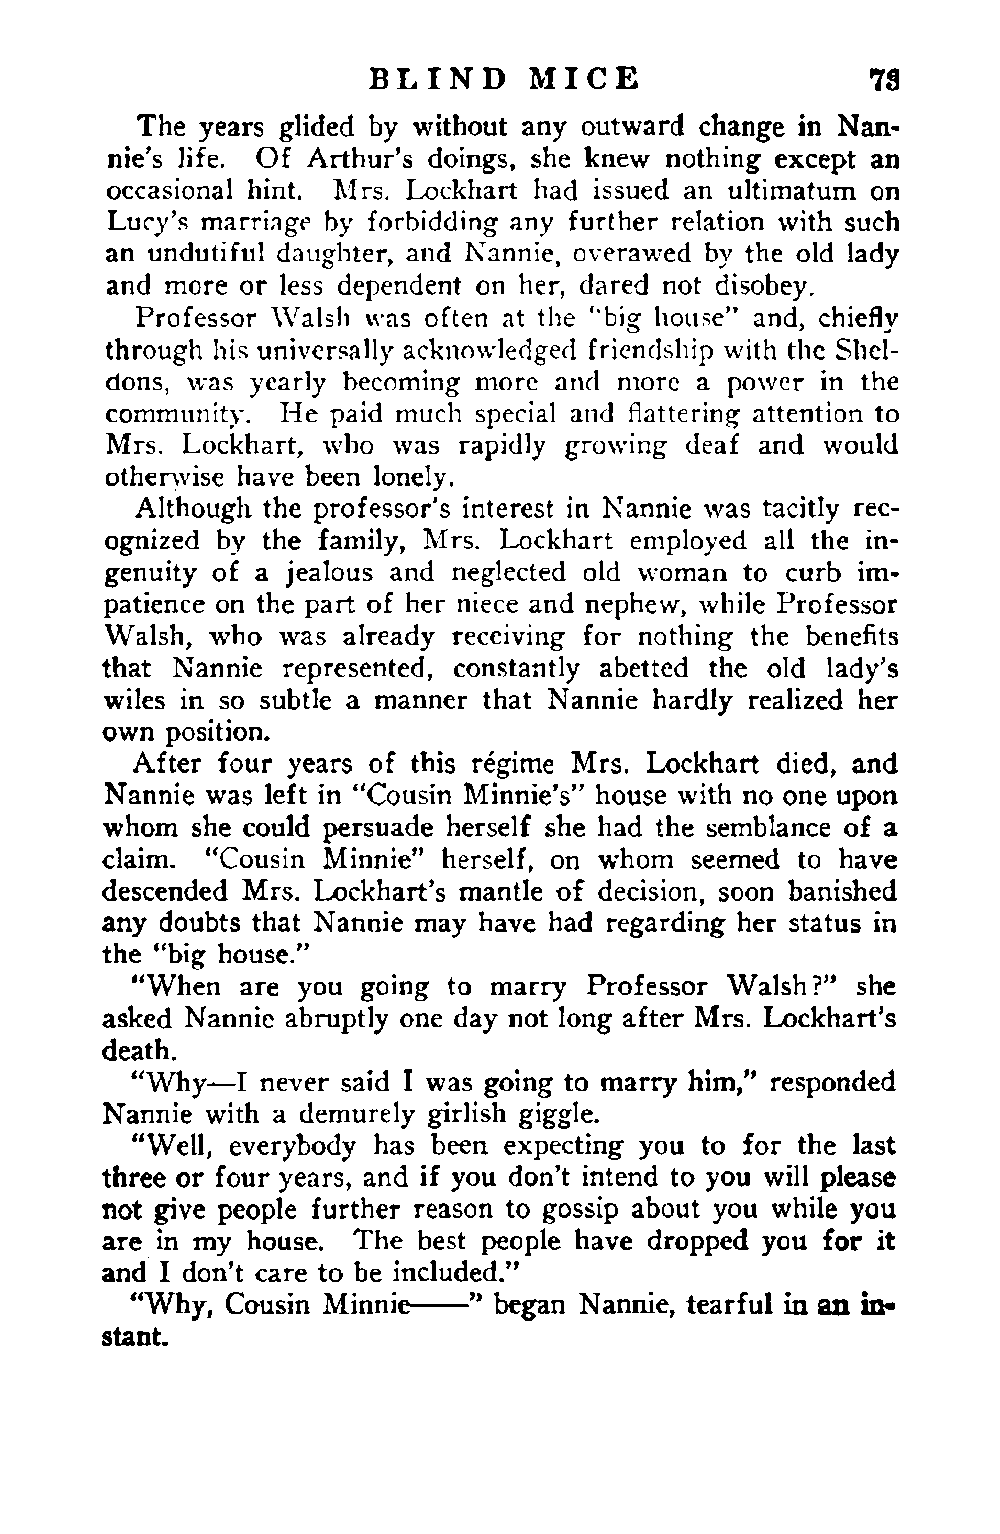 BLIND MICE 73
The years glided by without any outward change in Nan-
nie's life. Of Arthur's doings, she knew nothing except an
occasional hint. Mrs. Lockhart had issued an ultimatum on
Lucy's marriage by forbidding any further relation with such
an undutiful daughter, and Nannie, overawed by the old lady
and more or less dependent on her, dared not disobey.
Professor Walsh was often at the "big house" and, chiefly
through his universally acknowledged friendship with the Shel-
dons, was yearly becoming more and more a power in the
community. He paid much special and flattering attention to
Mrs. Lockhart, who was rapidly growing deaf and would
otherwise have been lonely.
Although the professor's interest in Nannie was tacitly rec-
ognized by the family, Mrs. Lockhart employed all the in-
genuity of a jealous and neglected old woman to curb im-
patience on the part of her niece and nephew, while Professor
Walsh, who was already receiving for nothing the benefits
that Nannie represented, constantly abetted the old lady's
wiles in so subtle a manner that Nannie hardly realized her
own position.
After four years of this régime Mrs. Lockhart died, and
Nannie was left in "Cousin Minnie's" house with no one upon
whom she could persuade herself she had the semblance of a
claim. "Cousin Minnie" herself, on whom seemed to have
descended Mrs. Lockhart's mantle of decision, soon banished
any doubts that Nannie may have had regarding her status in
the "big house."
"When are you going to marry Professor Walsh?" she
asked Nannie abruptly one day not long after Mrs. Lockhart's
death.
"Why—I never said I was going to marry him," responded
Nannie with a demurely girlish giggle.
"Well, everybody has been expecting you to for the last
three or four years, and if you don't intend to you will please
not give people further reason to gossip about you while you
are in my house. The best people have dropped you for it
and I don't care to be included."
"Why, Cousin Minnie——" began Nannie, tearful in an in-
stant.